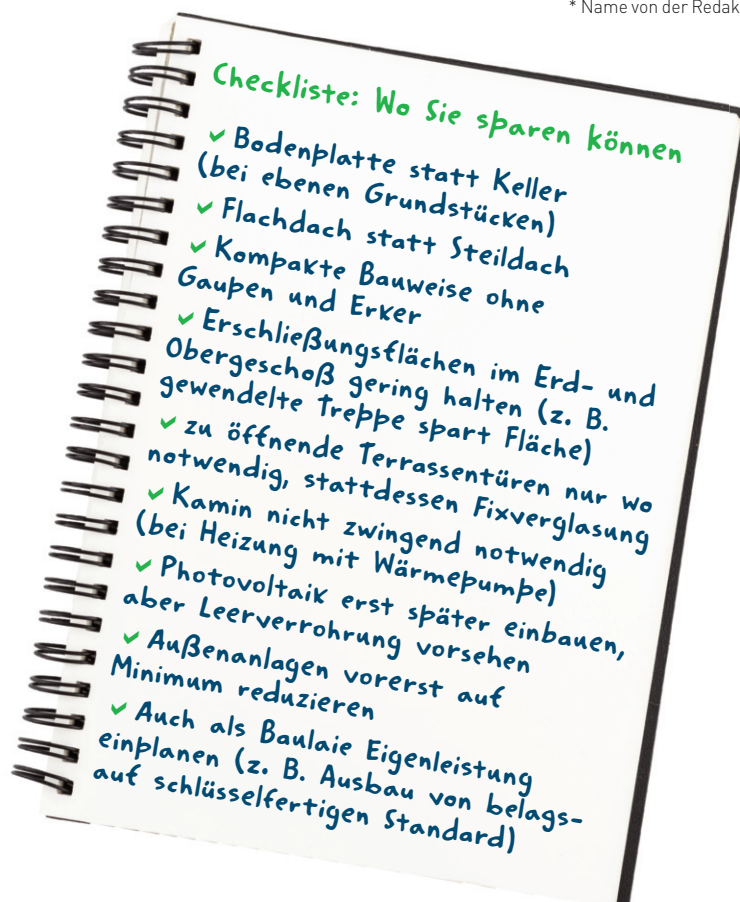 * Name von der Redak
Checkliste: Wo Sie sparen können
✓ Bodenplatte statt Keller
(bei ebenen Grundstücken)
✓ Flachdach statt Steildach
✓ Kompakte Bauweise ohne
Gaupen und Erker
✓ Erschließungsflächen im Erd- und
Obergeschoß gering halten (z. B.
gewendelte Treppe spart Fläche)
✓ zu öffnende Terrassentüren nur wo
notwendig, stattdessen Fixverglasung
✓ Kamin nicht zwingend notwendig
(bei Heizung mit Wärmepumpe)
✓ Photovoltaik erst später einbauen,
aber Leerverrohrung vorsehen
✓ Außenanlagen vorerst auf
Minimum reduzieren
✓ Auch als Baulaie Eigenleistung
einplanen (z. B. Ausbau von belags-
auf schlüsselfertigen Standard)